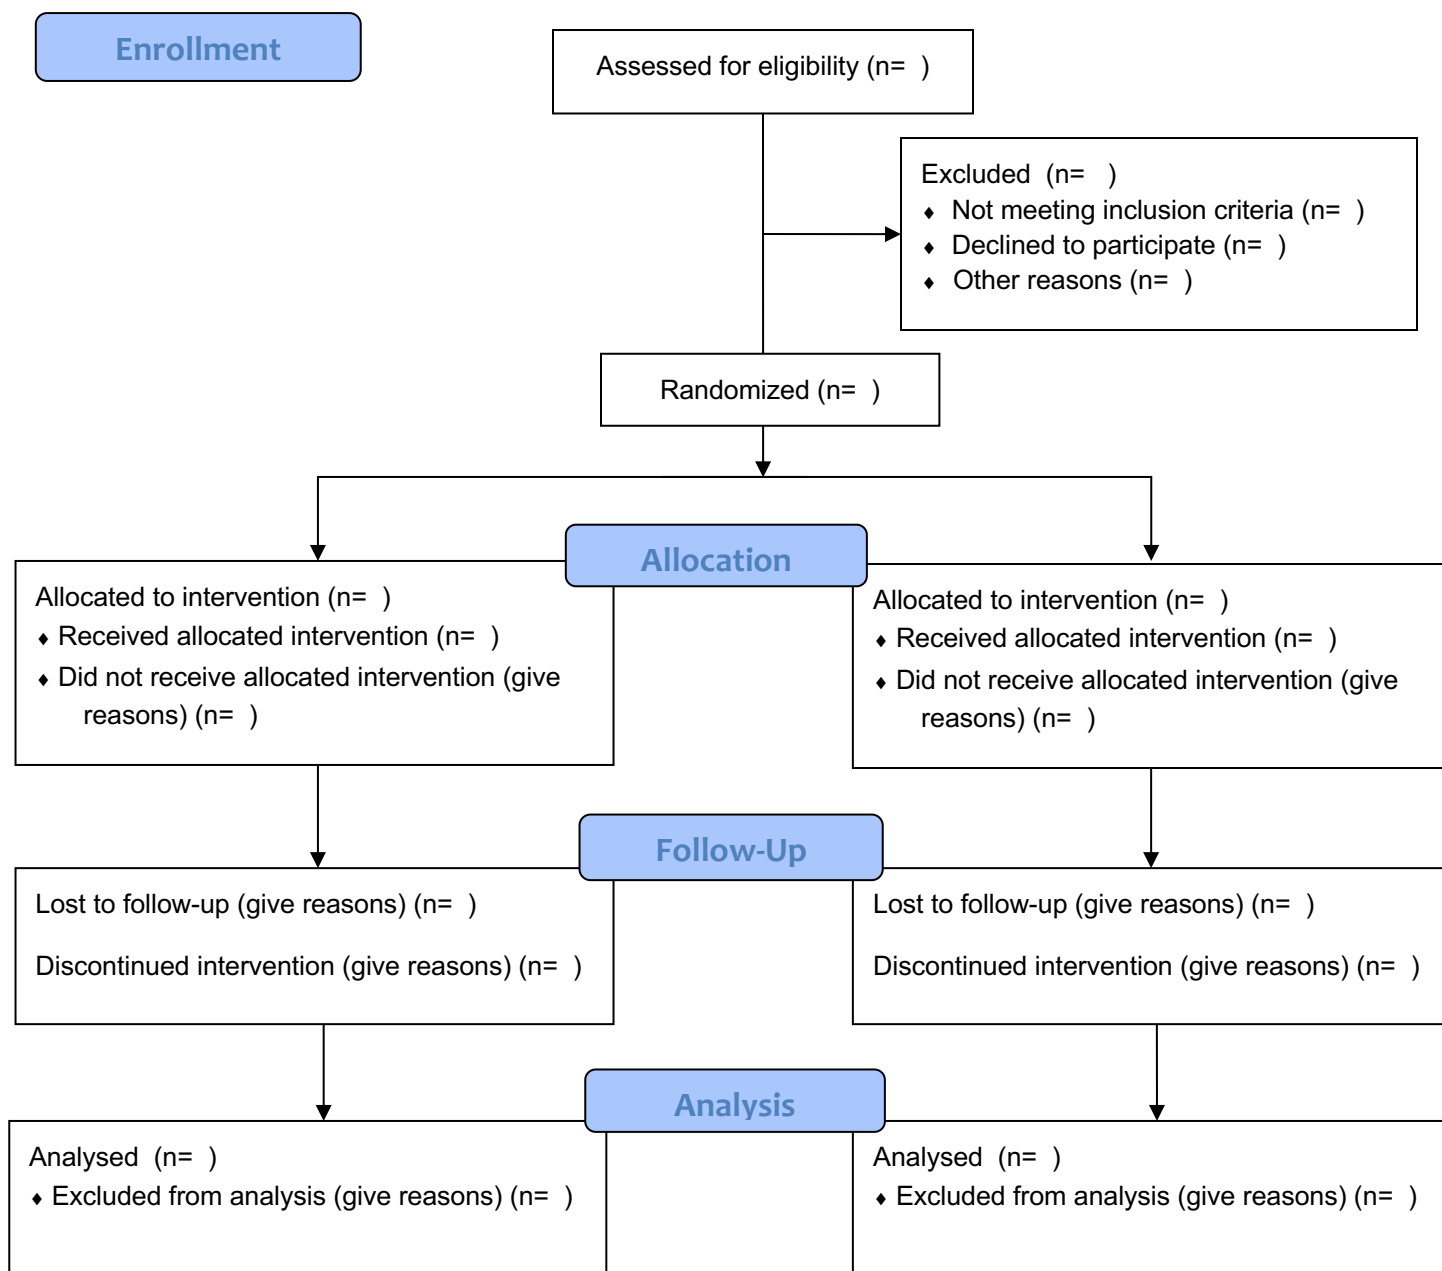 Enrollment
Assessed for eligibility (n=  )
Excluded  (n=   )
♦ Not meeting inclusion criteria (n=  )
♦ Declined to participate (n=  )
♦ Other reasons (n=  )
Randomized (n=  )
Allocation
Allocated to intervention (n=  )
♦ Received allocated intervention (n=  )
♦ Did not receive allocated intervention (give
reasons) (n=  )
Allocated to intervention (n=  )
♦ Received allocated intervention (n=  )
♦ Did not receive allocated intervention (give
reasons) (n=  )
Follow-Up
Lost to follow-up (give reasons) (n=  )
Discontinued intervention (give reasons) (n=  )
Lost to follow-up (give reasons) (n=  )
Discontinued intervention (give reasons) (n=  )
Analysis
Analysed  (n=  )
♦ Excluded from analysis (give reasons) (n=  )
Analysed  (n=  )
♦ Excluded from analysis (give reasons) (n=  )